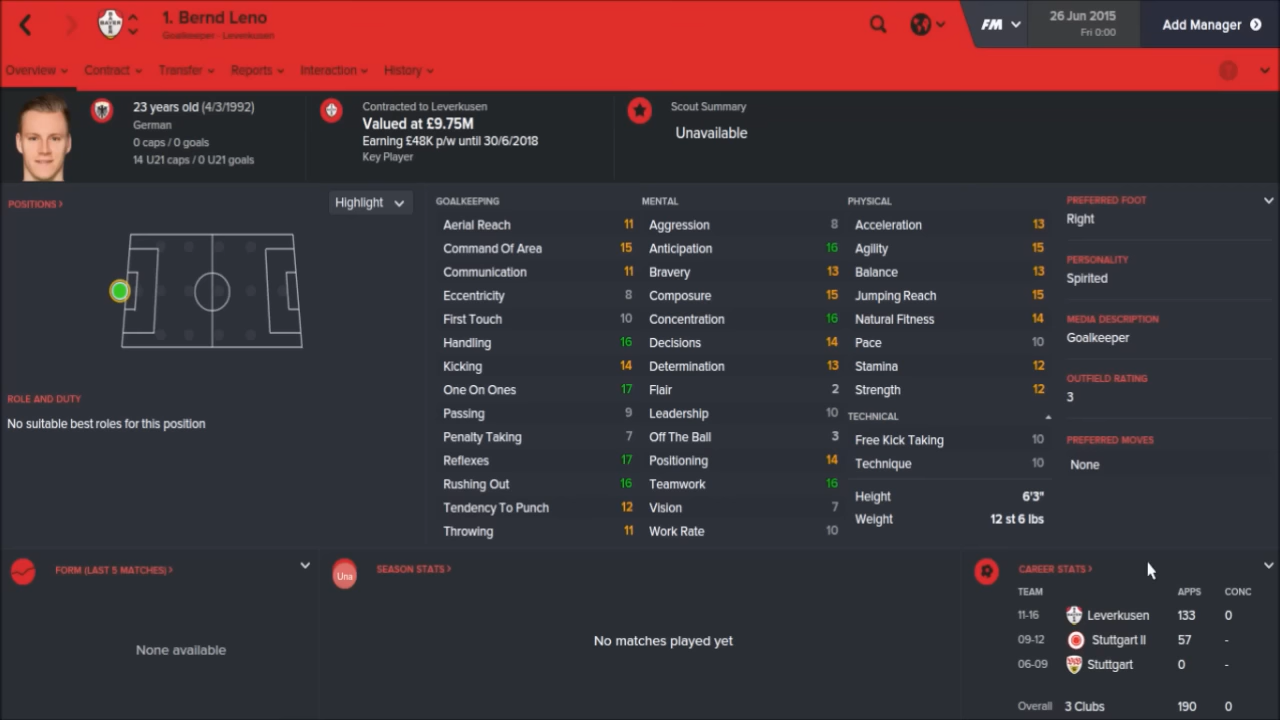 1. Bernd Leno
Goalkeeper - Leverkusen
FM
26 Jun 2015
Fri 0:00
Add Manager
Overview
Contract
Transfer
Reports
Interaction
History
23 years old (4/3/1992)
German
0 caps / 0 goals
14 U21 caps / 0 U21 goals
Contracted to Leverkusen
Valued at £9.75M
Earning £48K p/w until 30/6/2018
Key Player
Scout Summary
Unavailable
POSITIONS >
Highlight
ROLE AND DUTY
No suitable best roles for this position
GOALKEEPING
Aerial Reach 11
Command Of Area 15
Communication 11
Eccentricity 8
First Touch 10
Handling 16
Kicking 14
One On Ones 17
Passing 9
Penalty Taking 7
Reflexes 17
Rushing Out 16
Tendency To Punch 12
Throwing 11
MENTAL
Aggression 8
Anticipation 16
Bravery 13
Composure 15
Concentration 16
Decisions 14
Determination 13
Flair 2
Leadership 10
Off The Ball 3
Positioning 14
Teamwork 16
Vision 7
Work Rate 10
PHYSICAL
Acceleration 13
Agility 15
Balance 13
Jumping Reach 15
Natural Fitness 14
Pace 10
Stamina 12
Strength 12
TECHNICAL
Free Kick Taking 10
Technique 10
Height 6'3"
Weight 12 st 6 lbs
PREFERRED FOOT
Right
PERSONALITY
Spirited
MEDIA DESCRIPTION
Goalkeeper
OUTFIELD RATING
3
PREFERRED MOVES
None
FORM (LAST 5 MATCHES) >
None available
Una
SEASON STATS >
No matches played yet
CAREER STATS >
TEAM APPS CONC
11-16 Leverkusen 133 0
09-12 Stuttgart II 57 -
06-09 Stuttgart 0 -
Overall 3 Clubs 190 0